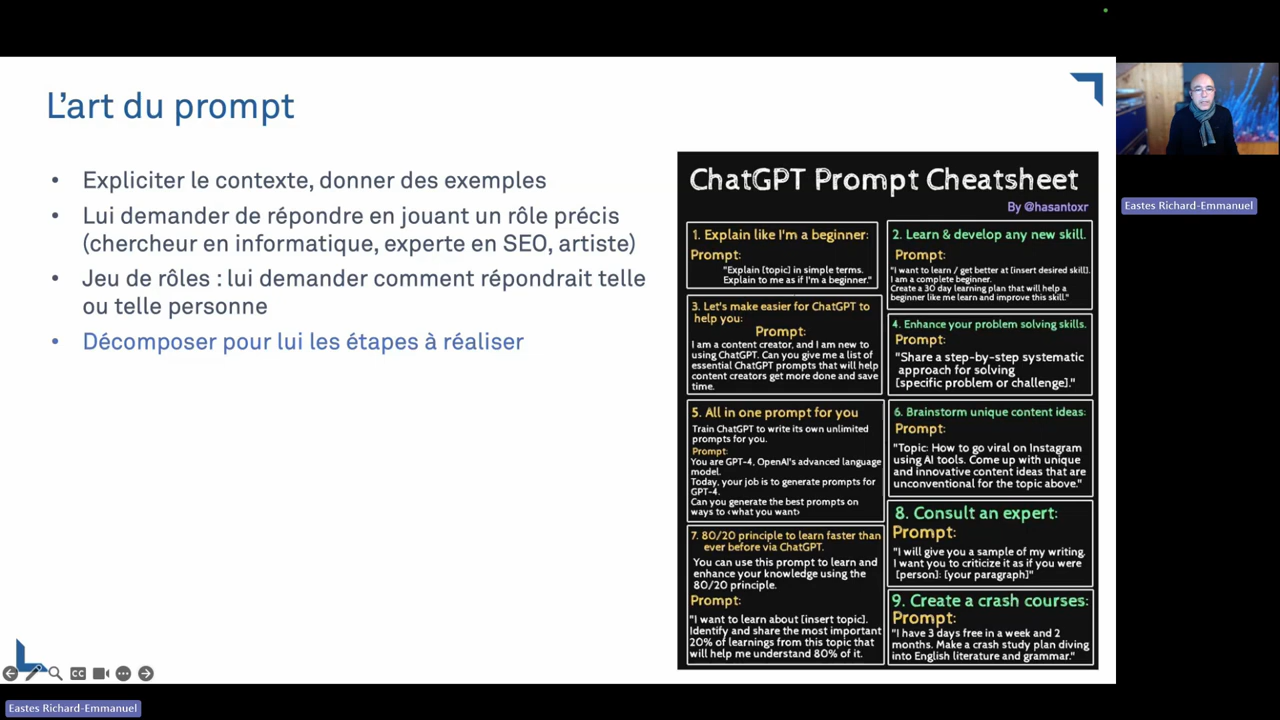 L'art du prompt
• Expliciter le contexte, donner des exemples
• Lui demander de répondre en jouant un rôle précis
(chercheur en informatique, experte en SEO, artiste)
• Jeu de rôles : lui demander comment répondrait telle
ou telle personne
• Décomposer pour lui les étapes à réaliser
ChatGPT Prompt Cheatsheet
By @hasantoxr
1. Explain like I'm a beginner:
Prompt:
"Explain [topic] in simple terms.
Explain to me as if I'm a beginner."
2. Learn & develop any new skill.
Prompt:
"I want to learn / get better at [insert desired skill].
I am a complete beginner.
Create a 30 day learning plan that will help a
beginner like me learn and improve this skill."
3. Let's make easier for ChatGPT to
help you:
Prompt:
I am a content creator, and I am new to
using ChatGPT. Can you give me a list of
essential ChatGPT prompts that will help
content creators get more done and save
time.
4. Enhance your problem solving skills.
Prompt:
"Share a step-by-step systematic
approach for solving
[specific problem or challenge]."
5. All in one prompt for you
Train ChatGPT to write its own unlimited
prompts for you.
Prompt:
You are GPT-4, OpenAI's advanced language
model.
Today, your job is to generate prompts for
GPT-4.
Can you generate the best prompts on
ways to <what you want>
6. Brainstorm unique content ideas:
Prompt:
"Topic: How to go viral on Instagram
using AI tools. Come up with unique
and innovative content ideas that are
unconventional for the topic above."
7. 80/20 principle to learn faster than
ever before via ChatGPT.
You can use this prompt to learn and
enhance your knowledge using the
80/20 principle.
Prompt:
"I want to learn about [insert topic].
Identify and share the most important
20% of learnings from this topic that
will help me understand 80% of it.
8. Consult an expert:
Prompt:
"I will give you a sample of my writing.
I want you to criticize it as if you were
[person]: [your paragraph]"
9. Create a crash courses:
Prompt:
"I have 3 days free in a week and 2
months. Make a crash study plan diving
into English literature and grammar."
Eastes Richard-Emmanuel
CC
Eastes Richard-Emmanuel